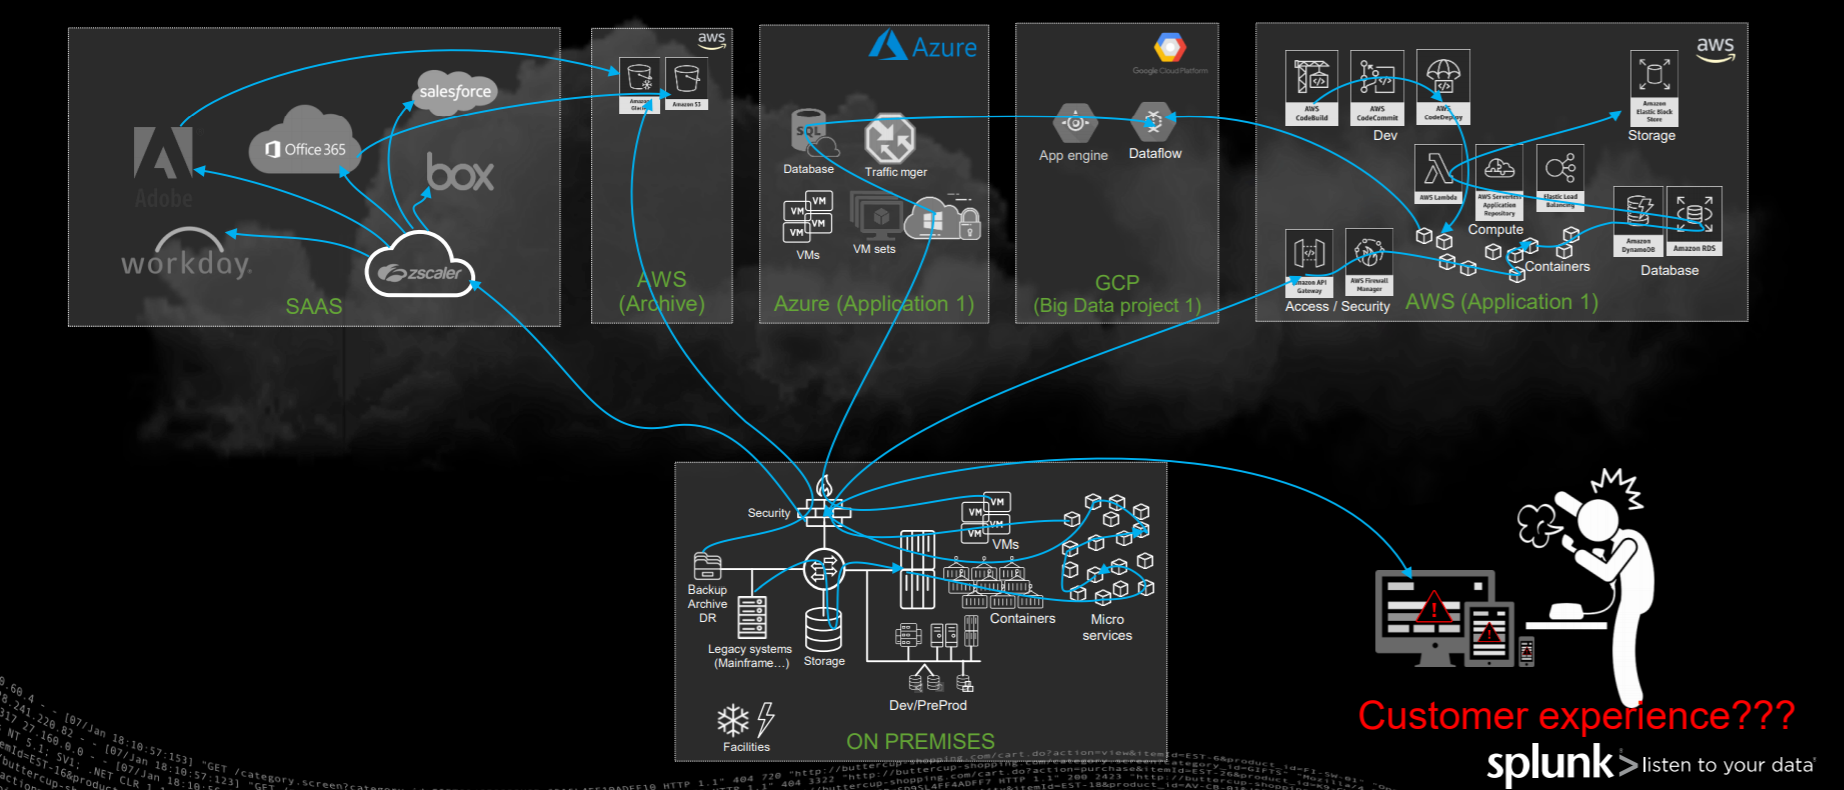 Adobe
Office 365
salesforce
box
workday.
zscaler
SAAS
aws
Amazon S3
AWS
(Archive)
Azure
SQL
Database
Traffic mger
VM
VM
VM
VM
VMs
VM sets
Azure (Application 1)
Google Cloud Platform
App engine
Dataflow
GCP
(Big Data project 1)
aws
AWS
CodeBuild
AWS
CodeCommit
AWS
CodeDeploy
Dev
Amazon
Elastic Block
Store
Storage
AWS Lambda
AWS Serverless
Application
Repository
Elastic Load
Balancing
Compute
Containers
Amazon
DynamoDB
Amazon RDS
Database
Amazon API
Gateway
AWS Firewall
Manager
Access / Security
AWS (Application 1)
Security
VM
VM
VM
VM
VMs
Backup
Archive
DR
Legacy systems
(Mainframe...)
Storage
Containers
Micro
services
Dev/PreProd
Facilities
ON PREMISES
Customer experience???
splunk> listen to your data